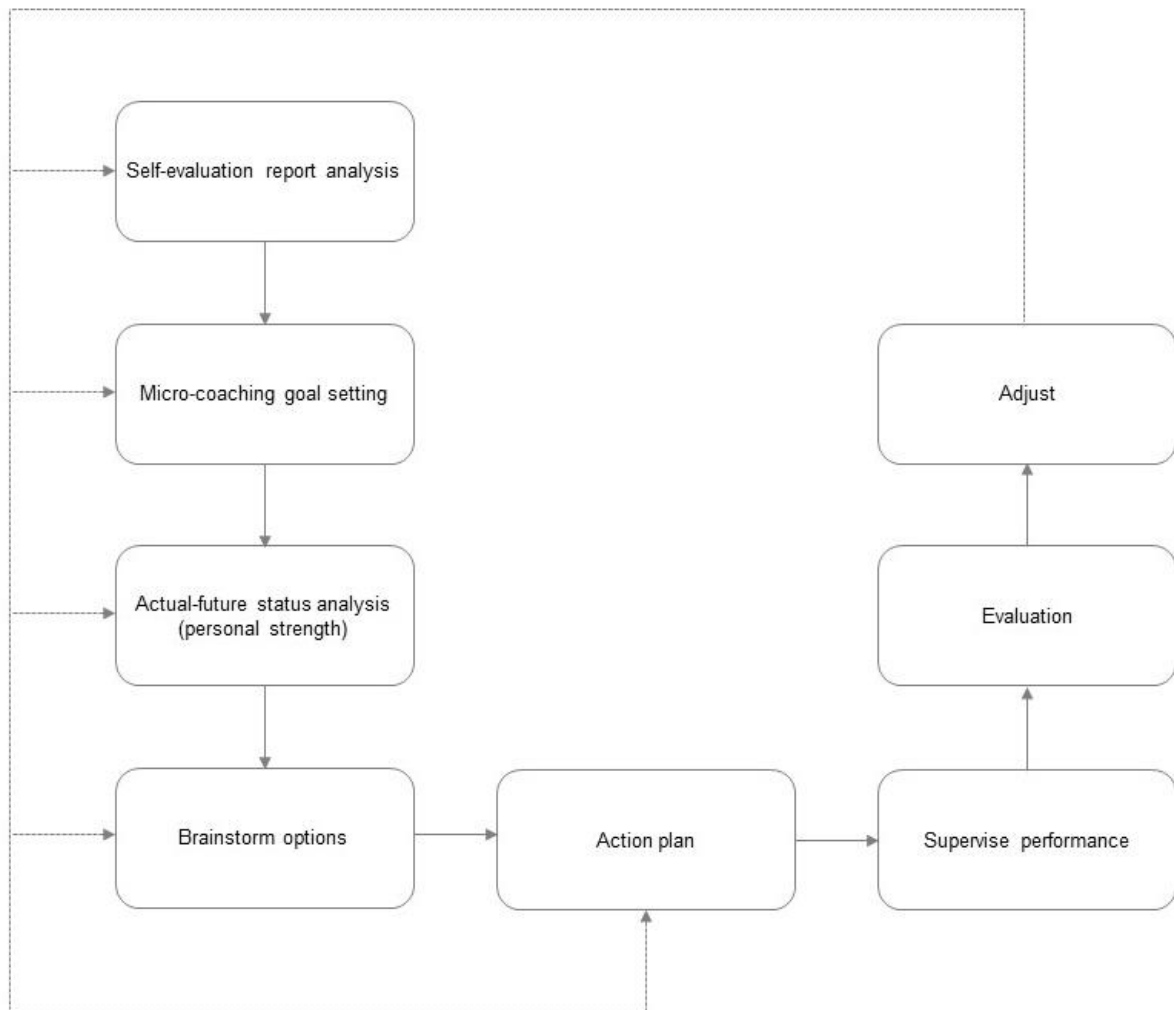 Self-evaluation report analysis
Micro-coaching goal setting
Adjust
Actual-future status analysis
(personal strength)
Evaluation
Brainstorm options
Action plan
Supervise performance